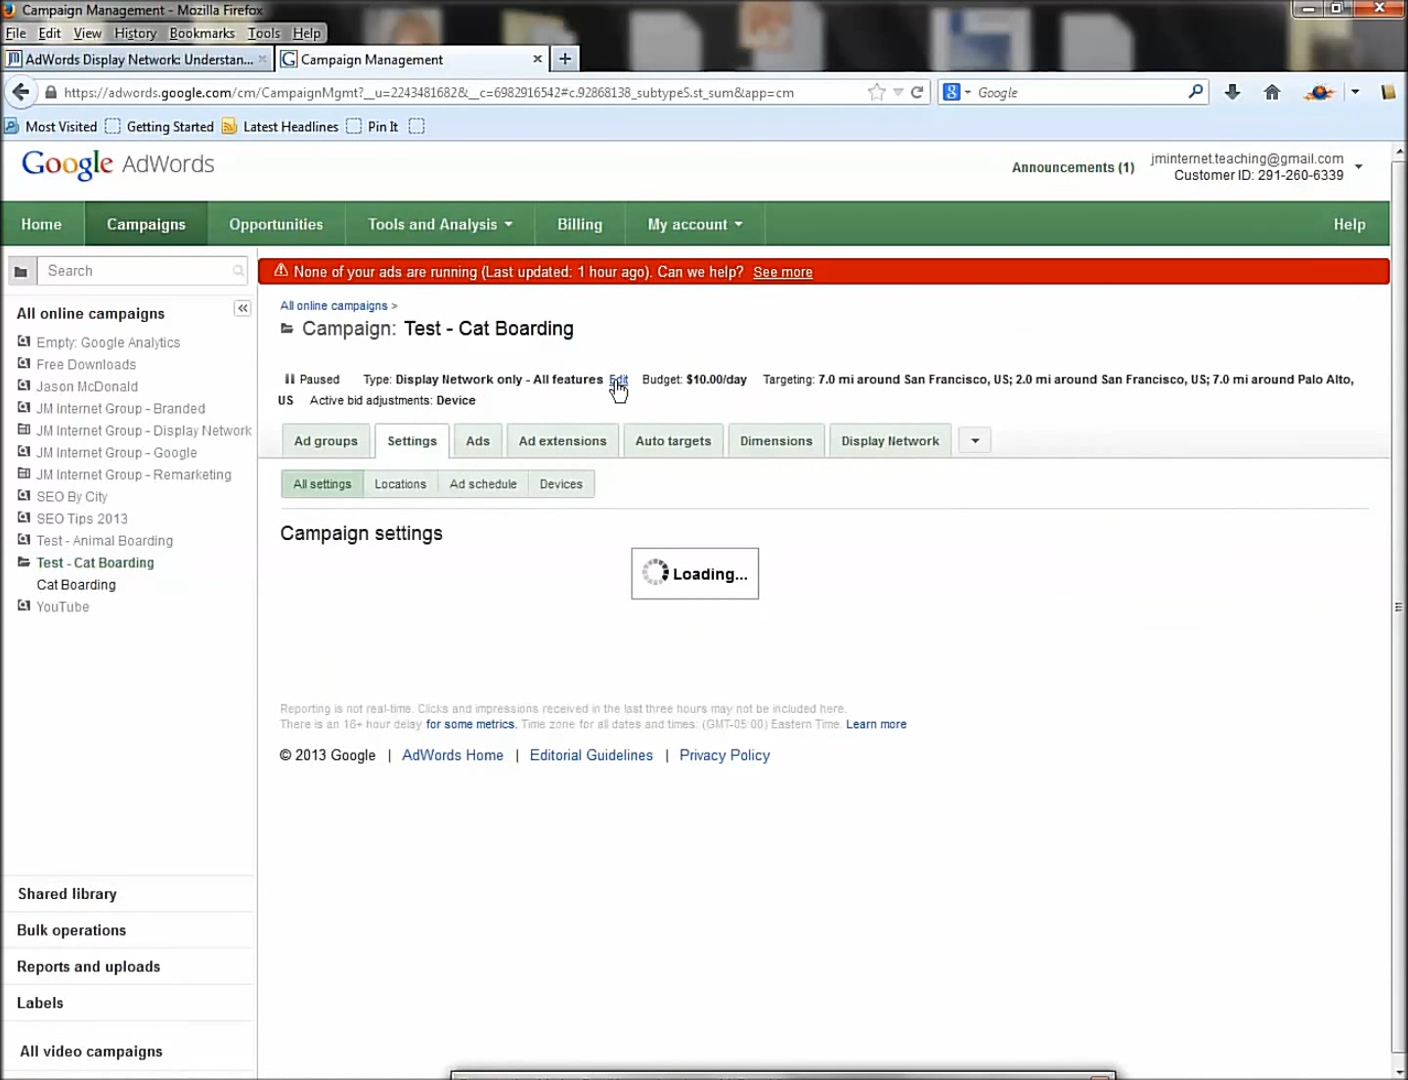 Campaign Management - Mozilla Firefox
File Edit View History Bookmarks Tools Help
AdWords Display Network: Understan... Campaign Management
https://adwords.google.com/cm/CampaignMgmt?__u=22434816828&__c=6982916542#c.92868138_subtypeS.st_sum&app=cm Google
Most Visited Getting Started Latest Headlines Pin It
Google AdWords
Announcements (1)
jminternet.teaching@gmail.com
Customer ID: 291-260-6339
Home Campaigns Opportunities Tools and Analysis Billing My account Help
Search
None of your ads are running (Last updated: 1 hour ago). Can we help? See more
All online campaigns
Empty: Google Analytics
Free Downloads
Jason McDonald
JM Internet Group - Branded
JM Internet Group - Display Network
JM Internet Group - Google
JM Internet Group - Remarketing
SEO By City
SEO Tips 2013
Test - Animal Boarding
Test - Cat Boarding
Cat Boarding
YouTube
All online campaigns >
Campaign: Test - Cat Boarding
Paused Type: Display Network only - All features Edit Budget: $10.00/day Targeting: 7.0 mi around San Francisco, US; 2.0 mi around San Francisco, US; 7.0 mi around Palo Alto,
US Active bid adjustments: Device
Ad groups Settings Ads Ad extensions Auto targets Dimensions Display Network
All settings Locations Ad schedule Devices
Campaign settings
Loading...
Reporting is not real-time. Clicks and impressions received in the last three hours may not be included here.
There is an 18+ hour delay for some metrics. Time zone for all dates and times: (GMT-05:00) Eastern Time. Learn more
© 2013 Google | AdWords Home | Editorial Guidelines | Privacy Policy
Shared library
Bulk operations
Reports and uploads
Labels
All video campaigns